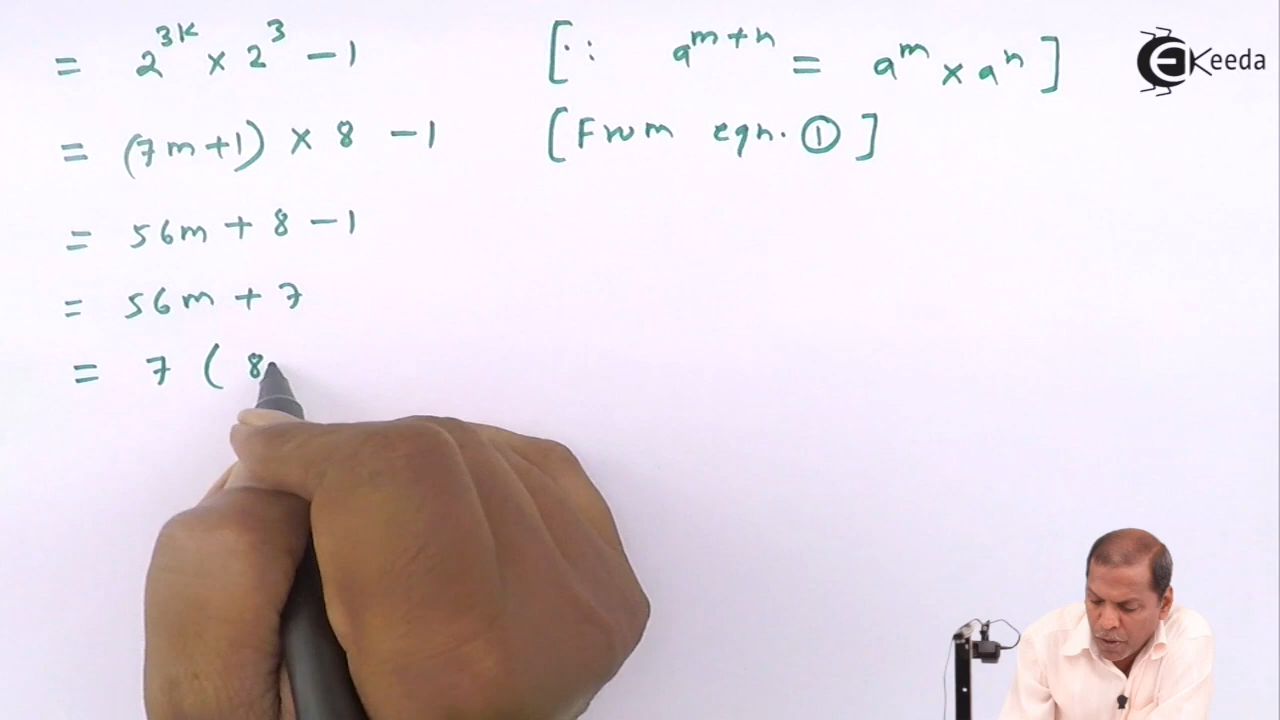 = 2^{3k} × 2^3 − 1 [∵ a^{m+n} = a^m × a^n]
= (7m+1) × 8 − 1 [From eqn. ①]
= 56m + 8 − 1
= 56m + 7
= 7 ( 8
EKeeda